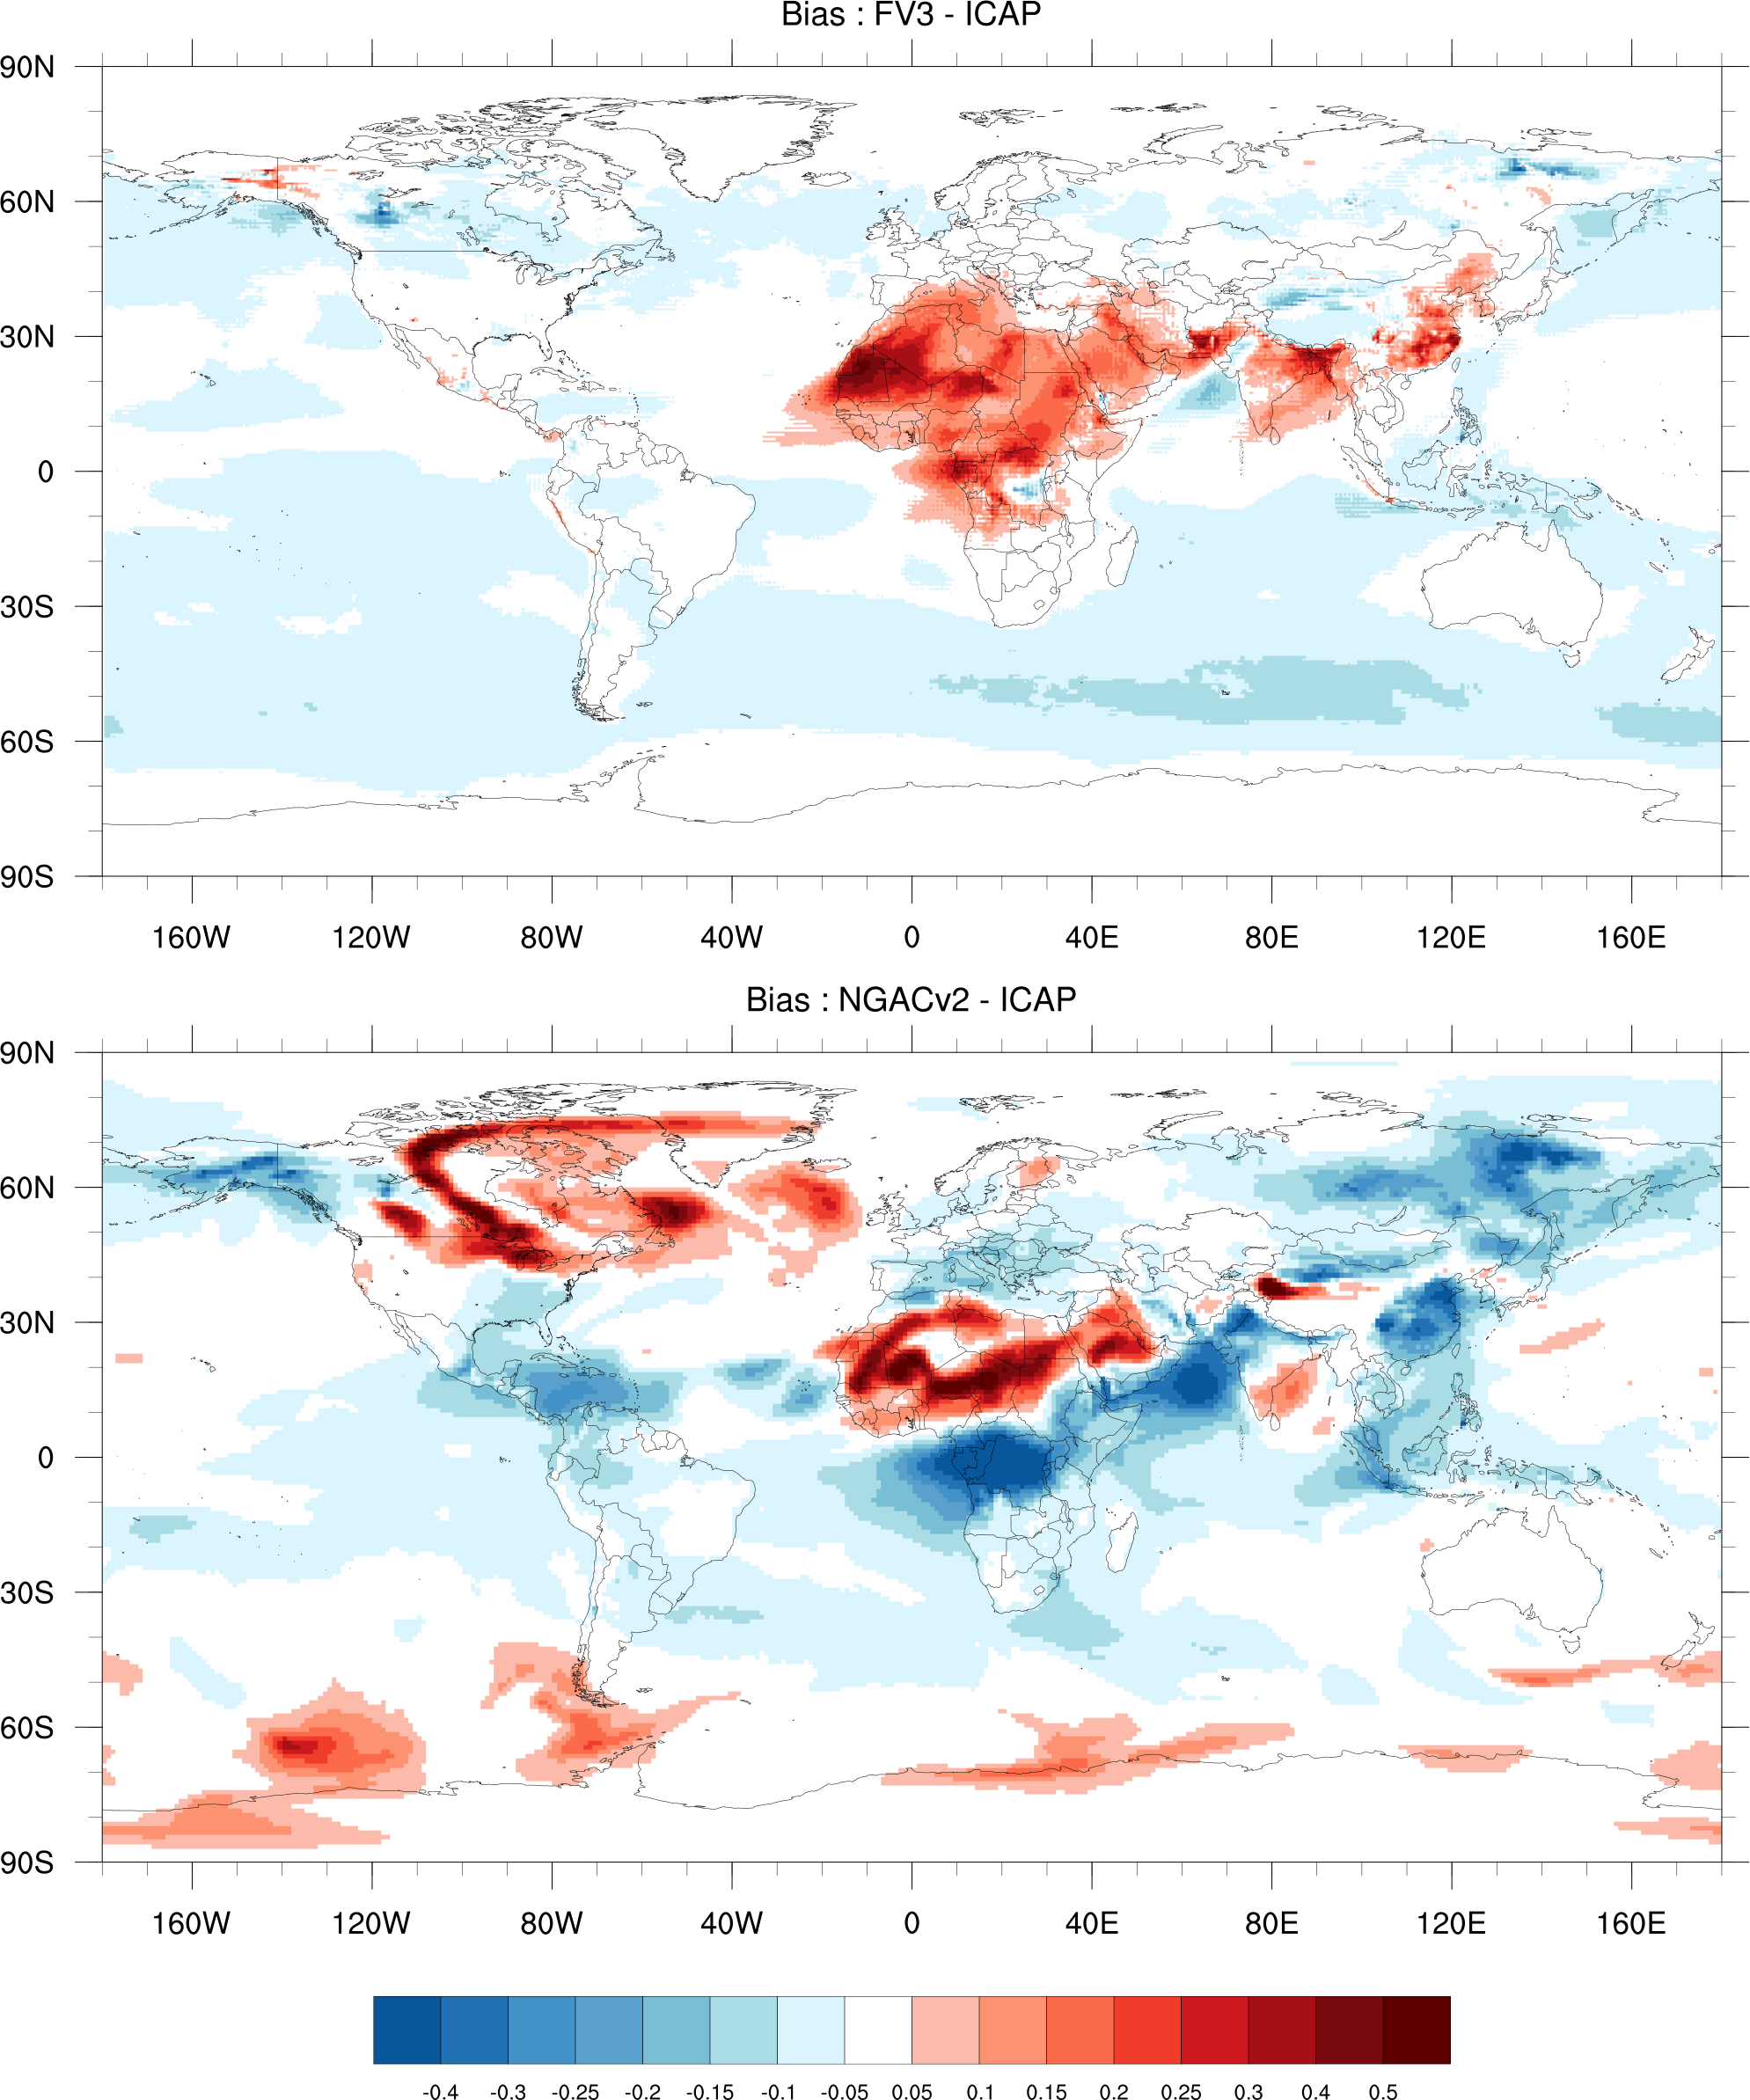 Bias : FV3 - ICAP
90N
60N
30N
0
30S
60S
90S
160W 120W 80W 40W 0 40E 80E 120E 160E
Bias : NGACv2 - ICAP
90N
60N
30N
0
30S
60S
90S
160W 120W 80W 40W 0 40E 80E 120E 160E
-0.4 -0.3 -0.25 -0.2 -0.15 -0.1 -0.05 0.05 0.1 0.15 0.2 0.25 0.3 0.4 0.5